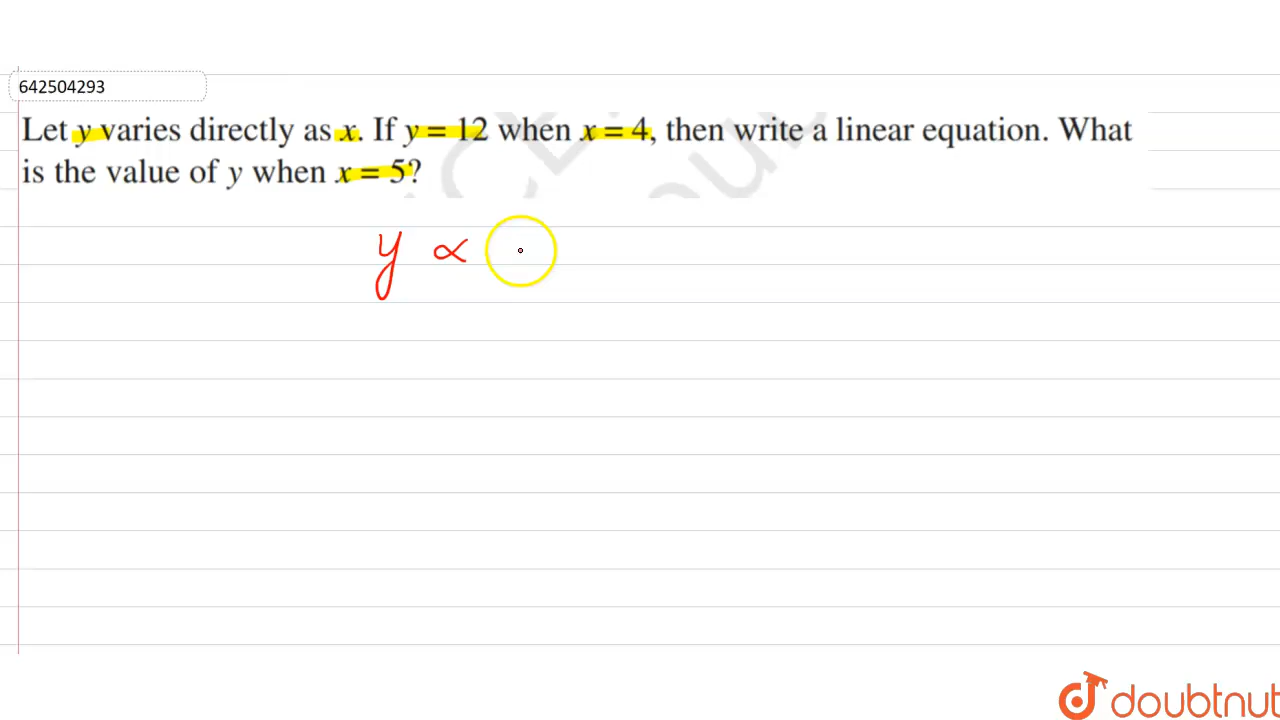 642504293
Let y varies directly as x. If y = 12 when x = 4, then write a linear equation. What
is the value of y when x = 5?
y ∝
doubtnut